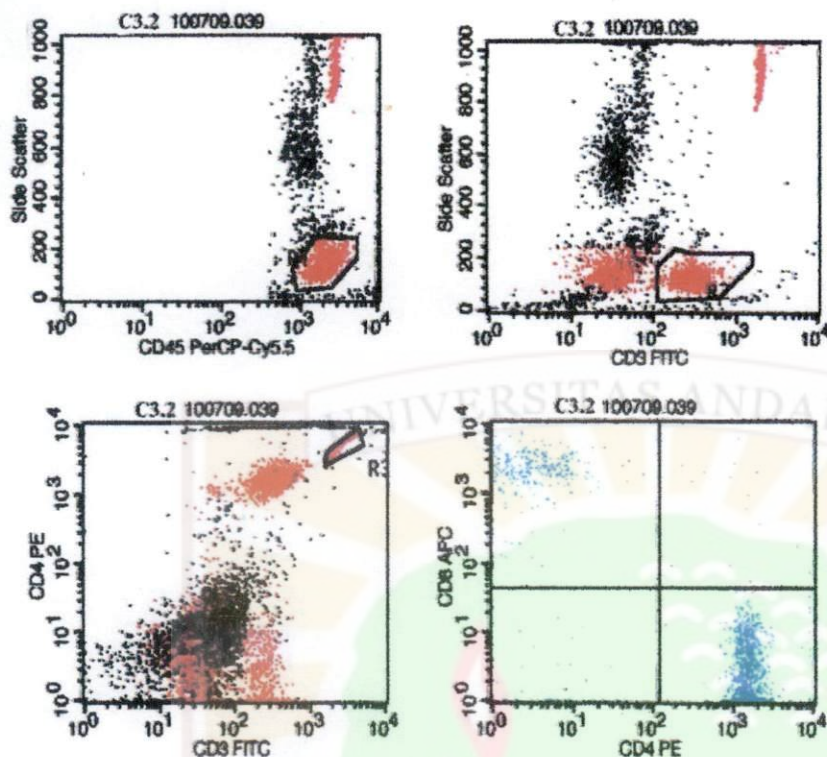 C3.2 100709.039
1000
800
600
400
200
0
Side Scatter
10^0 10^1 10^2 10^3 10^4
CD45 PerCP-Cy5.5
C3.2 100709.039
1000
800
600
400
200
0
Side Scatter
10^0 10^1 10^2 10^3 10^4
CD3 FITC
UNIVERSITAS ANDA
C3.2 100709.039
10^4
10^3
10^2
10^1
10^0
CD4 PE
R3
10^0 10^1 10^2 10^3 10^4
CD3 FITC
C3.2 100709.039
10^4
10^3
10^2
10^1
10^0
CD8 APC
10^0 10^1 10^2 10^3 10^4
CD4 PE